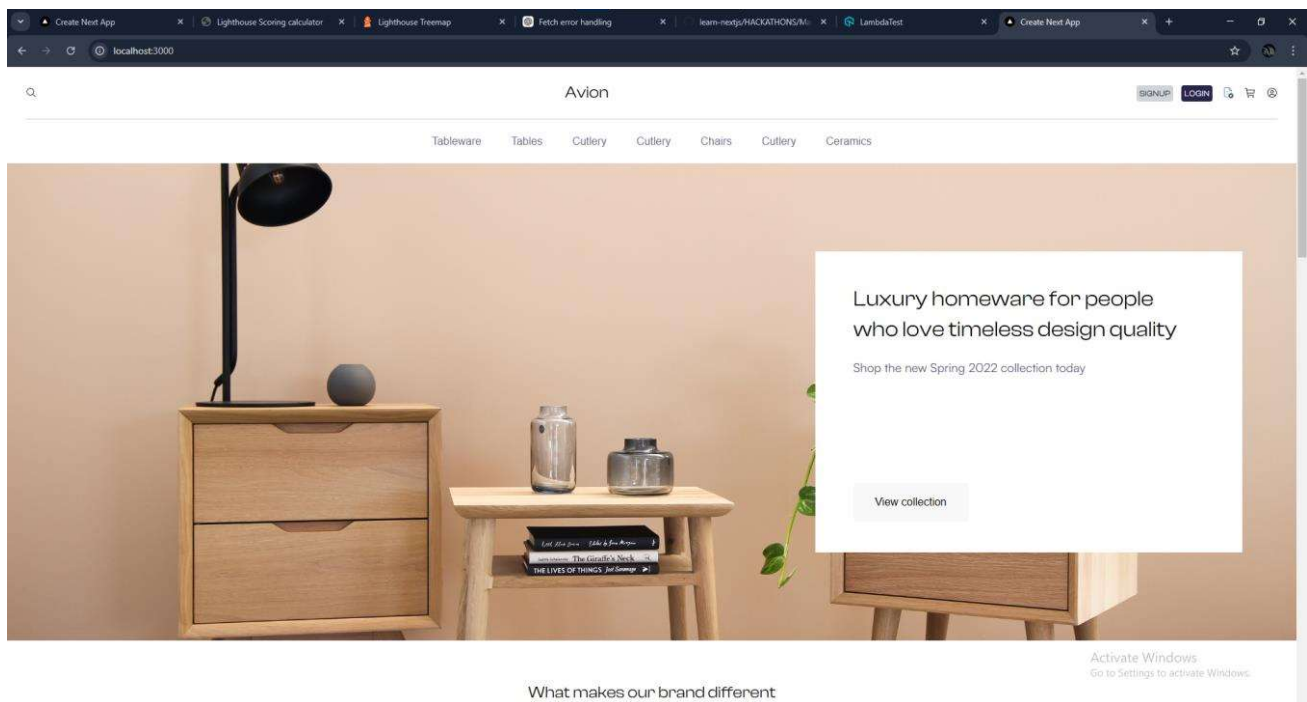 Create Next App
Lighthouse Scoring calculator
Lighthouse Treemap
Fetch error handling
learn-nextjs/HACKATHONS/Ma
LambdaTest
Create Next App
localhost:3000
AB
Avion
SIGNUP LOGIN
Tableware Tables Cutlery Cutlery Chairs Cutlery Ceramics
Luxury homeware for people
who love timeless design quality
Shop the new Spring 2022 collection today
View collection
The Giraffe's Neck
THE LIVES OF THINGS
Activate Windows
Go to Settings to activate Windows.
What makes our brand different